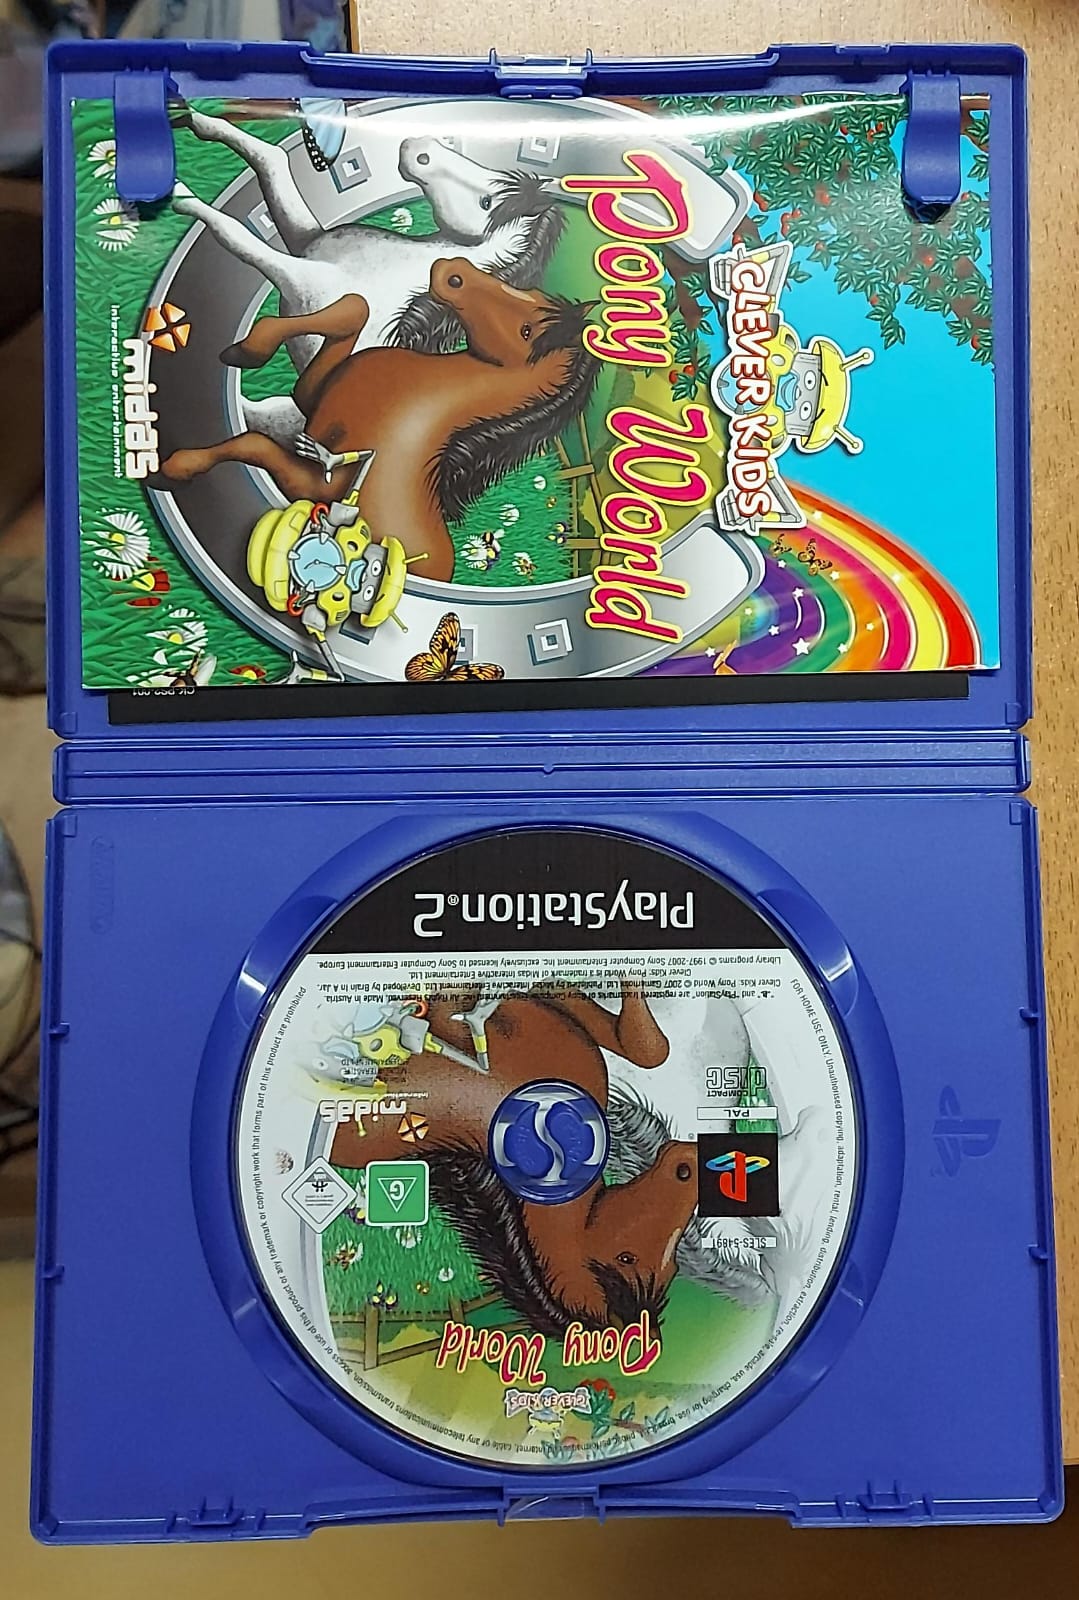 CLEVER KIDS
Pony World
midas
interactive entertainment
CK-PS2-001
PlayStation®2
Library programs © 1997-2007 Sony Computer Entertainment Inc. exclusively licensed to Sony Computer Entertainment Europe.
Clever Kids: Pony World is a trademark of Midas Interactive Entertainment Ltd.
Clever Kids: Pony World © 2007 Gamerholix Ltd. Published by Midas Interactive Entertainment Ltd. Developed by Brain in A Jar.
and "PlayStation" are registered trademarks of Sony Computer Entertainment Inc. All Rights Reserved. Made in Austria.
FOR HOME USE ONLY. Unauthorised copying, adaptation, rental, lending, distribution, extraction, re-sale, arcade use, charging for use, broadcast, public performance and internet, cable or any telecommunications transmission, access or use of this product or any trademark or copyright work that forms part of this product are prohibited
COMPACT
disc
PAL
SLES-54891
midas
interactive
G
Pony World
CLEVER KIDS